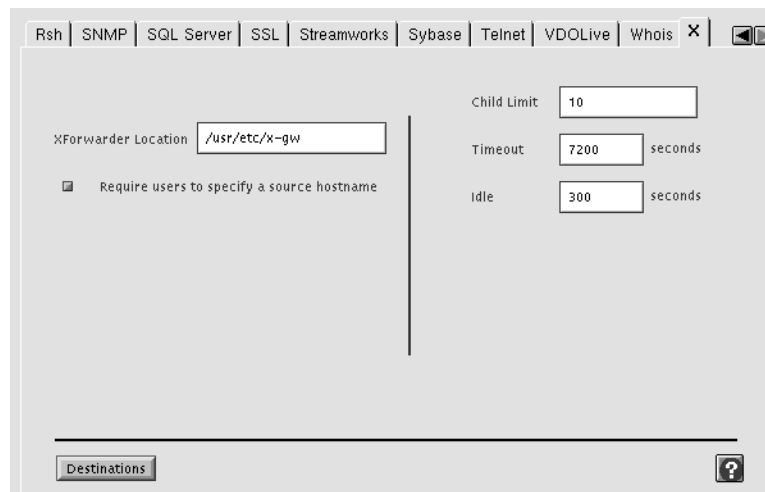 Rsh SNMP SQL Server SSL Streamworks Sybase Telnet VDOLive Whois X
XForwarder Location /usr/etc/x-gw
Require users to specify a source hostname
Child Limit 10
Timeout 7200 seconds
Idle 300 seconds
Destinations
?